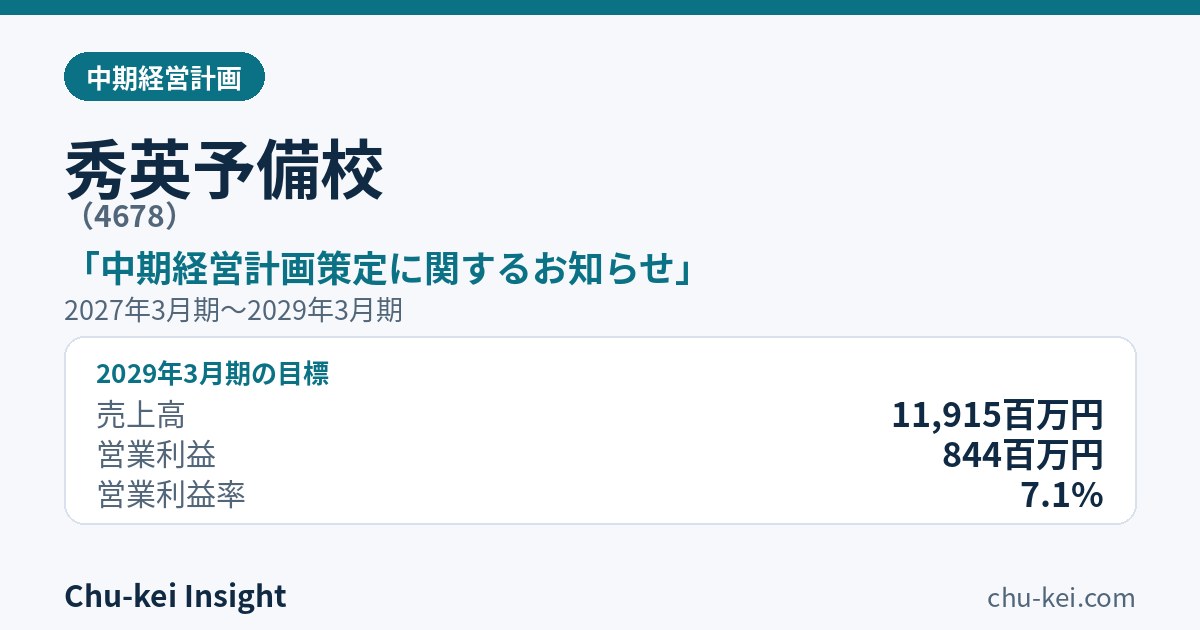 中期経営計画
秀英予備校
（4678）
「中期経営計画策定に関するお知らせ」
2027年3月期～2029年3月期
2029年3月期の目標
売上高 11,915百万円
営業利益 844百万円
営業利益率 7.1%
Chu-kei Insight chu-kei.com